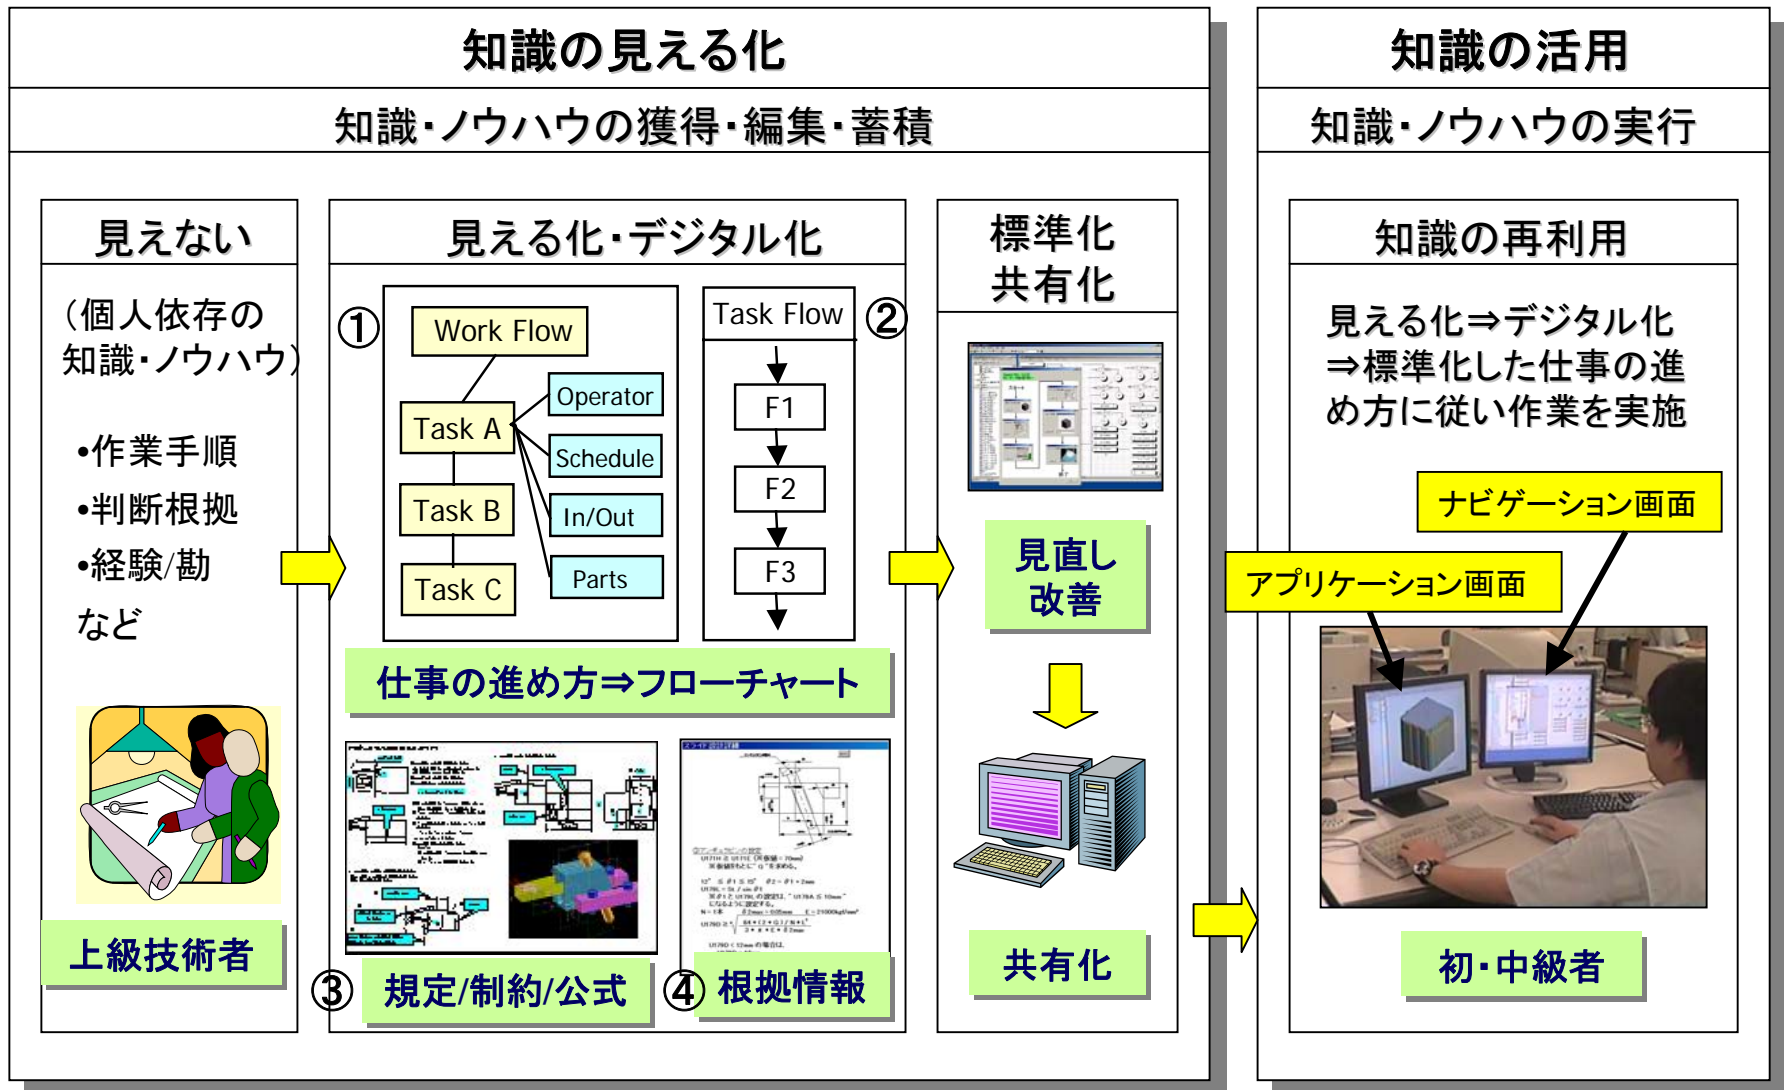 知識の見える化
知識・ノウハウの獲得・編集・蓄積
見えない
（個人依存の
知識・ノウハウ）
•作業手順
•判断根拠
•経験/勘
など
上級技術者
見える化・デジタル化
①
Work Flow
Task A
Task B
Task C
Operator
Schedule
In/Out
Parts
Task Flow
②
F1
F2
F3
仕事の進め方⇒フローチャート
③
規定/制約/公式
④
根拠情報
標準化
共有化
見直し
改善
共有化
知識の活用
知識・ノウハウの実行
知識の再利用
見える化⇒デジタル化
⇒標準化した仕事の進
め方に従い作業を実施
ナビゲーション画面
アプリケーション画面
初・中級者